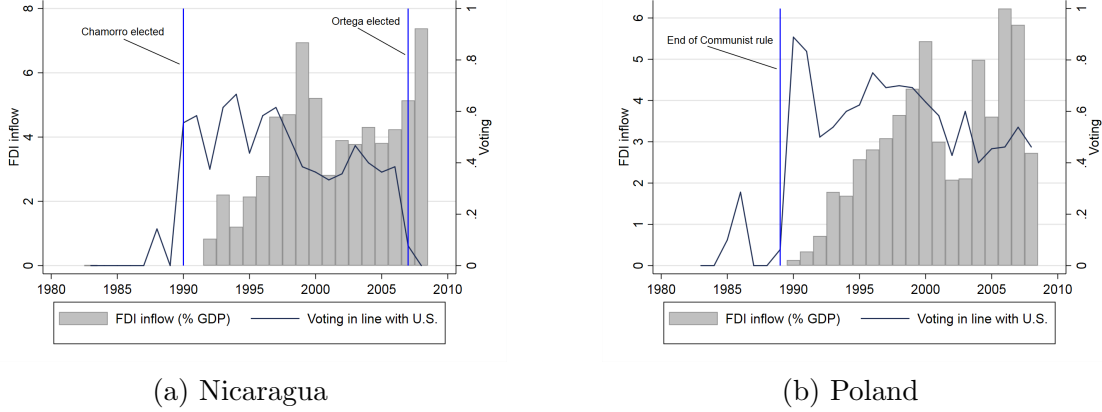 8
6
4
2
0
FDI inflow
Chamorro elected
Ortega elected
1
.8
.6
.4
.2
0
Voting
1980 1985 1990 1995 2000 2005 2010
FDI inflow (% GDP) Voting in line with U.S.
(a) Nicaragua
6
5
4
3
2
1
0
FDI inflow
End of Communist rule
1
.8
.6
.4
.2
0
Voting
1980 1985 1990 1995 2000 2005 2010
FDI inflow (% GDP) Voting in line with U.S.
(b) Poland